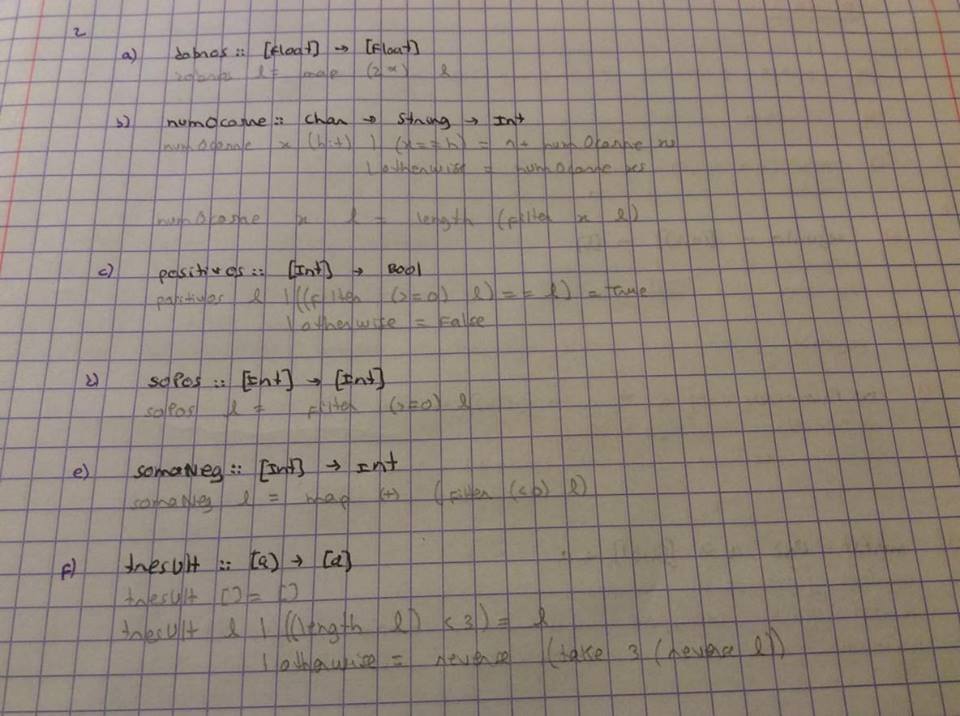 2
a) dobros :: [Float] → [Float]
dobros l = map (2*) l
b) numOcorre :: Char → String → Int
numOcorre x (h:t) | (x==h) = 1+ numOcorre xs
| otherwise = numOcorre xs
numOcorre x l = length (filter x l)
c) positivos :: [Int] → Bool
positivos l | ((filter (>=0) l) == l) = True
| otherwise = False
d) soPos :: [Int] → [Int]
soPos l = filter (>=0) l
e) somaNeg :: [Int] → Int
somaNeg l = map (+) (filter (<0) l)
f) tresUlt :: [a] → [a]
tresUlt [] = []
tresUlt l | ((length l) <3) = l
| otherwise = reverse (take 3 (reverse l))